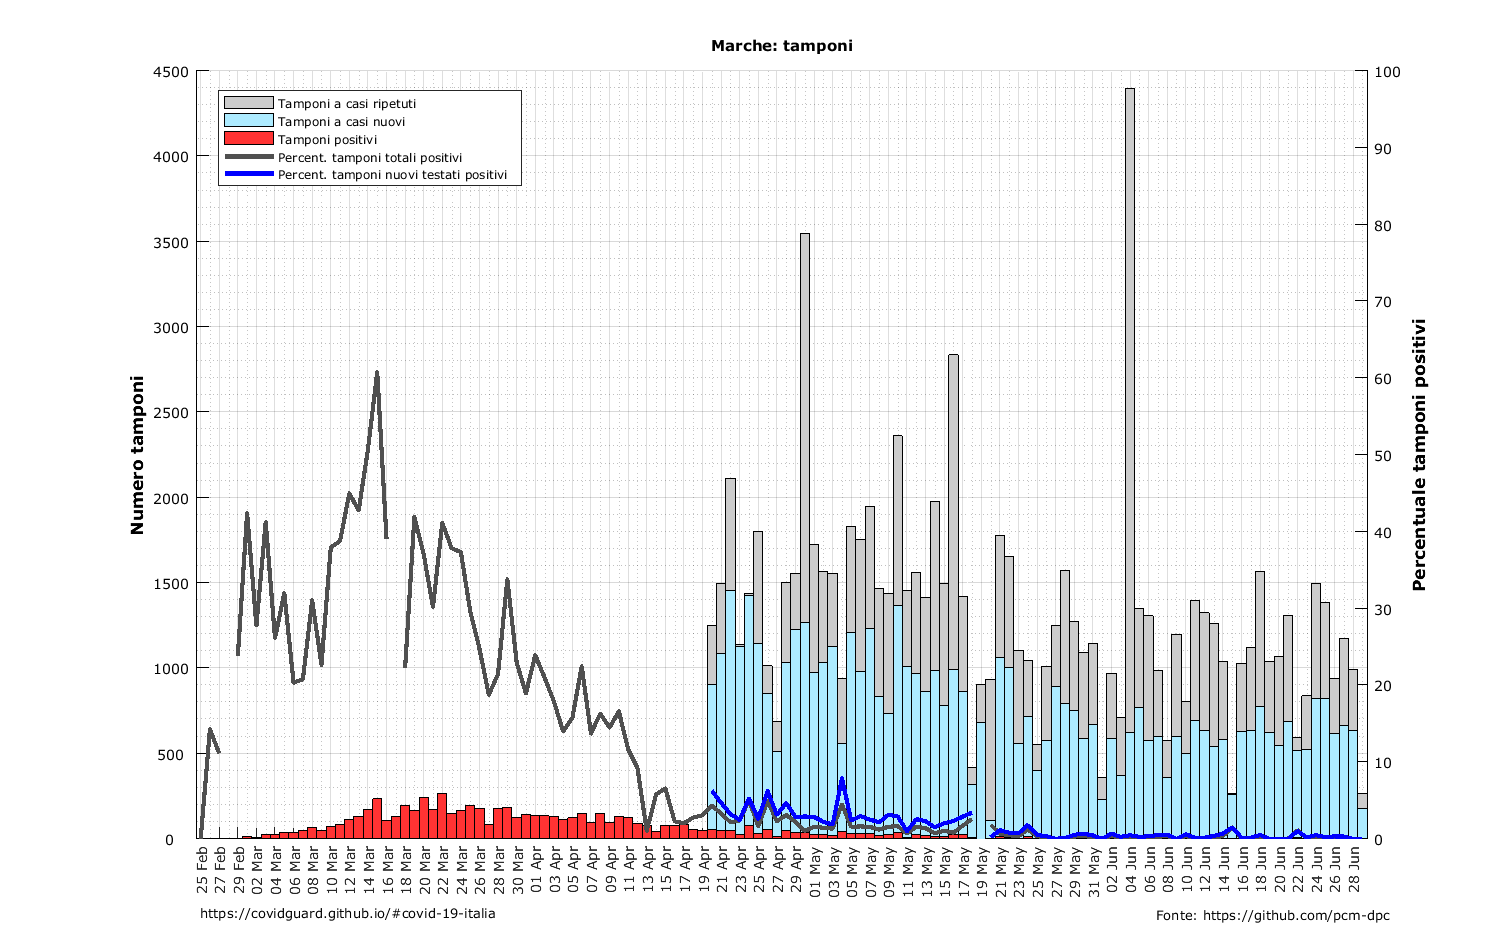 Marche: tamponi
4500
4000
3500
3000
2500
2000
1500
1000
500
0
Numero tamponi
Tamponi a casi ripetuti
Tamponi a casi nuovi
Tamponi positivi
Percent. tamponi totali positivi
Percent. tamponi nuovi testati positivi
100
90
80
70
60
50
40
30
20
10
0
Percentuale tamponi positivi
25 Feb
27 Feb
29 Feb
02 Mar
04 Mar
06 Mar
08 Mar
10 Mar
12 Mar
14 Mar
16 Mar
18 Mar
20 Mar
22 Mar
24 Mar
26 Mar
28 Mar
30 Mar
01 Apr
03 Apr
05 Apr
07 Apr
09 Apr
11 Apr
13 Apr
15 Apr
17 Apr
19 Apr
21 Apr
23 Apr
25 Apr
27 Apr
29 Apr
01 May
03 May
05 May
07 May
09 May
11 May
13 May
15 May
17 May
19 May
21 May
23 May
25 May
27 May
29 May
31 May
02 Jun
04 Jun
06 Jun
08 Jun
10 Jun
12 Jun
14 Jun
16 Jun
18 Jun
20 Jun
22 Jun
24 Jun
26 Jun
28 Jun
https://covidguard.github.io/#covid-19-italia
Fonte: https://github.com/pcm-dpc